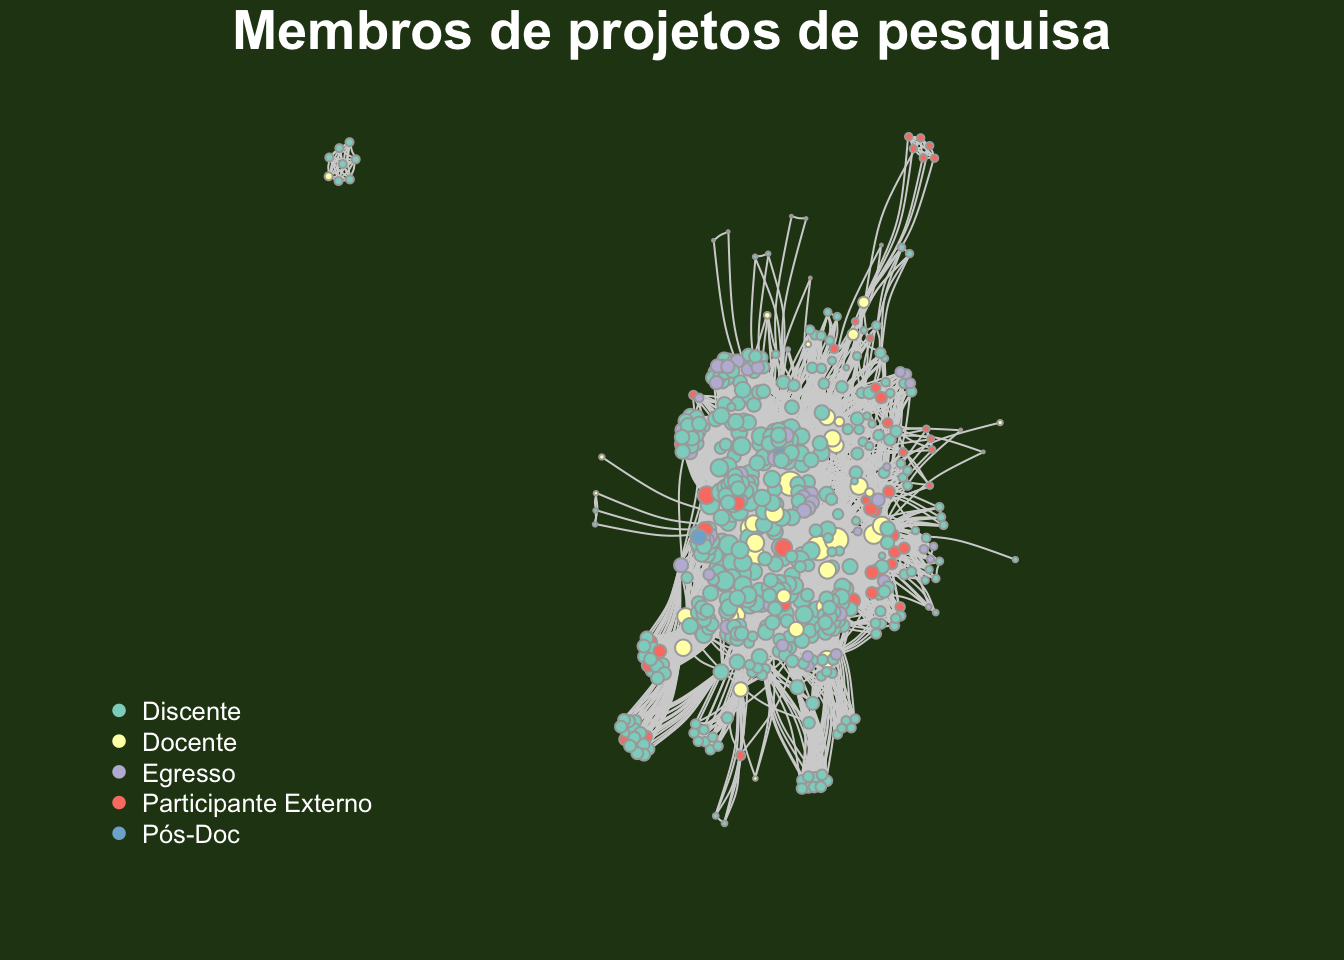 Membros de projetos de pesquisa
Discente
Docente
Egresso
Participante Externo
Pós-Doc